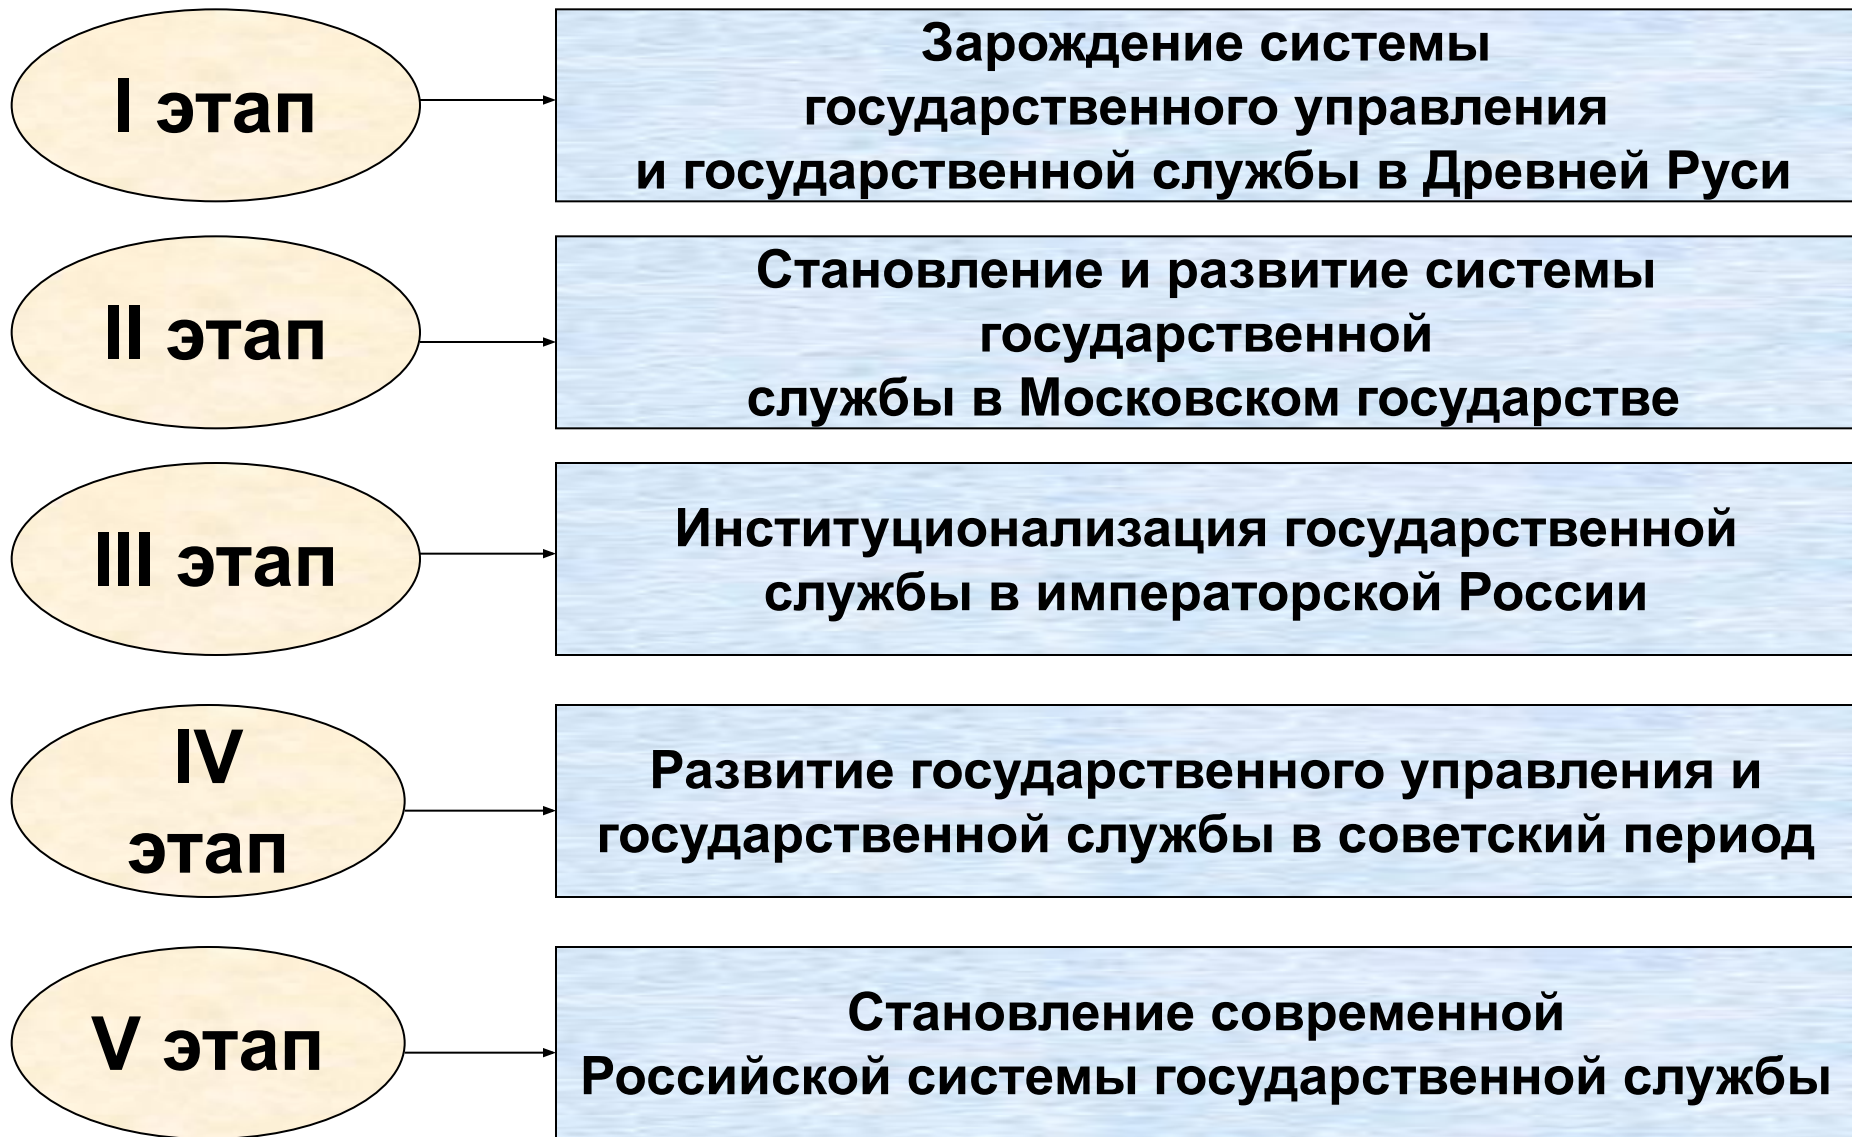 I этап
Зарождение системы
государственного управления
и государственной службы в Древней Руси
II этап
Становление и развитие системы
государственной
службы в Московском государстве
III этап
Институционализация государственной
службы в императорской России
IV
этап
Развитие государственного управления и
государственной службы в советский период
V этап
Становление современной
Российской системы государственной службы